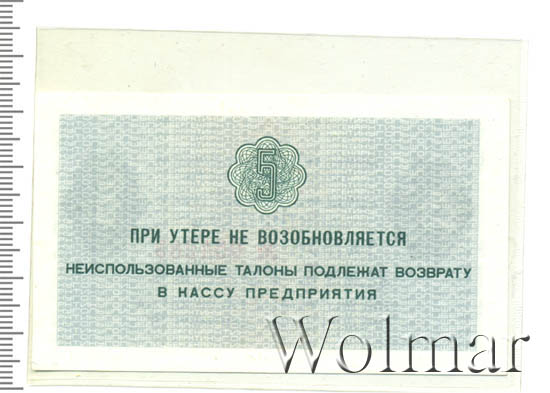 5
ПРИ УТЕРЕ НЕ ВОЗОБНОВЛЯЕТСЯ
НЕИСПОЛЬЗОВАННЫЕ ТАЛОНЫ ПОДЛЕЖАТ ВОЗВРАТУ
В КАССУ ПРЕДПРИЯТИЯ
Wolmar